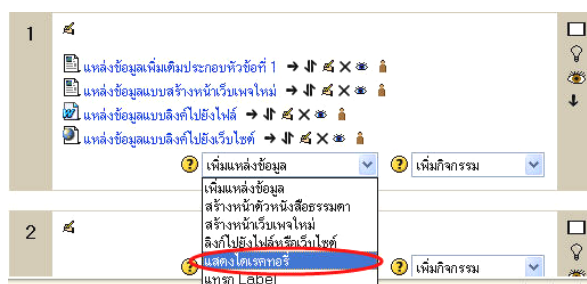 1
แหล่งข้อมูลเพิ่มเติมประกอบหัวข้อที่ 1
แหล่งข้อมูลแบบสร้างหน้าเว็บเพจใหม่
แหล่งข้อมูลแบบลิงค์ไปยังไฟล์
แหล่งข้อมูลแบบลิงค์ไปยังเว็บไซต์
เพิ่มแหล่งข้อมูล เพิ่มกิจกรรม
เพิ่มแหล่งข้อมูล
สร้างหน้าตัวหนังสือธรรมดา
สร้างหน้าเว็บเพจใหม่
ลิงก์ไปยังไฟล์หรือเว็บไซต์
2
แสดงไดเรคทอรี่ เพิ่มกิจกรรม
แทรก Label